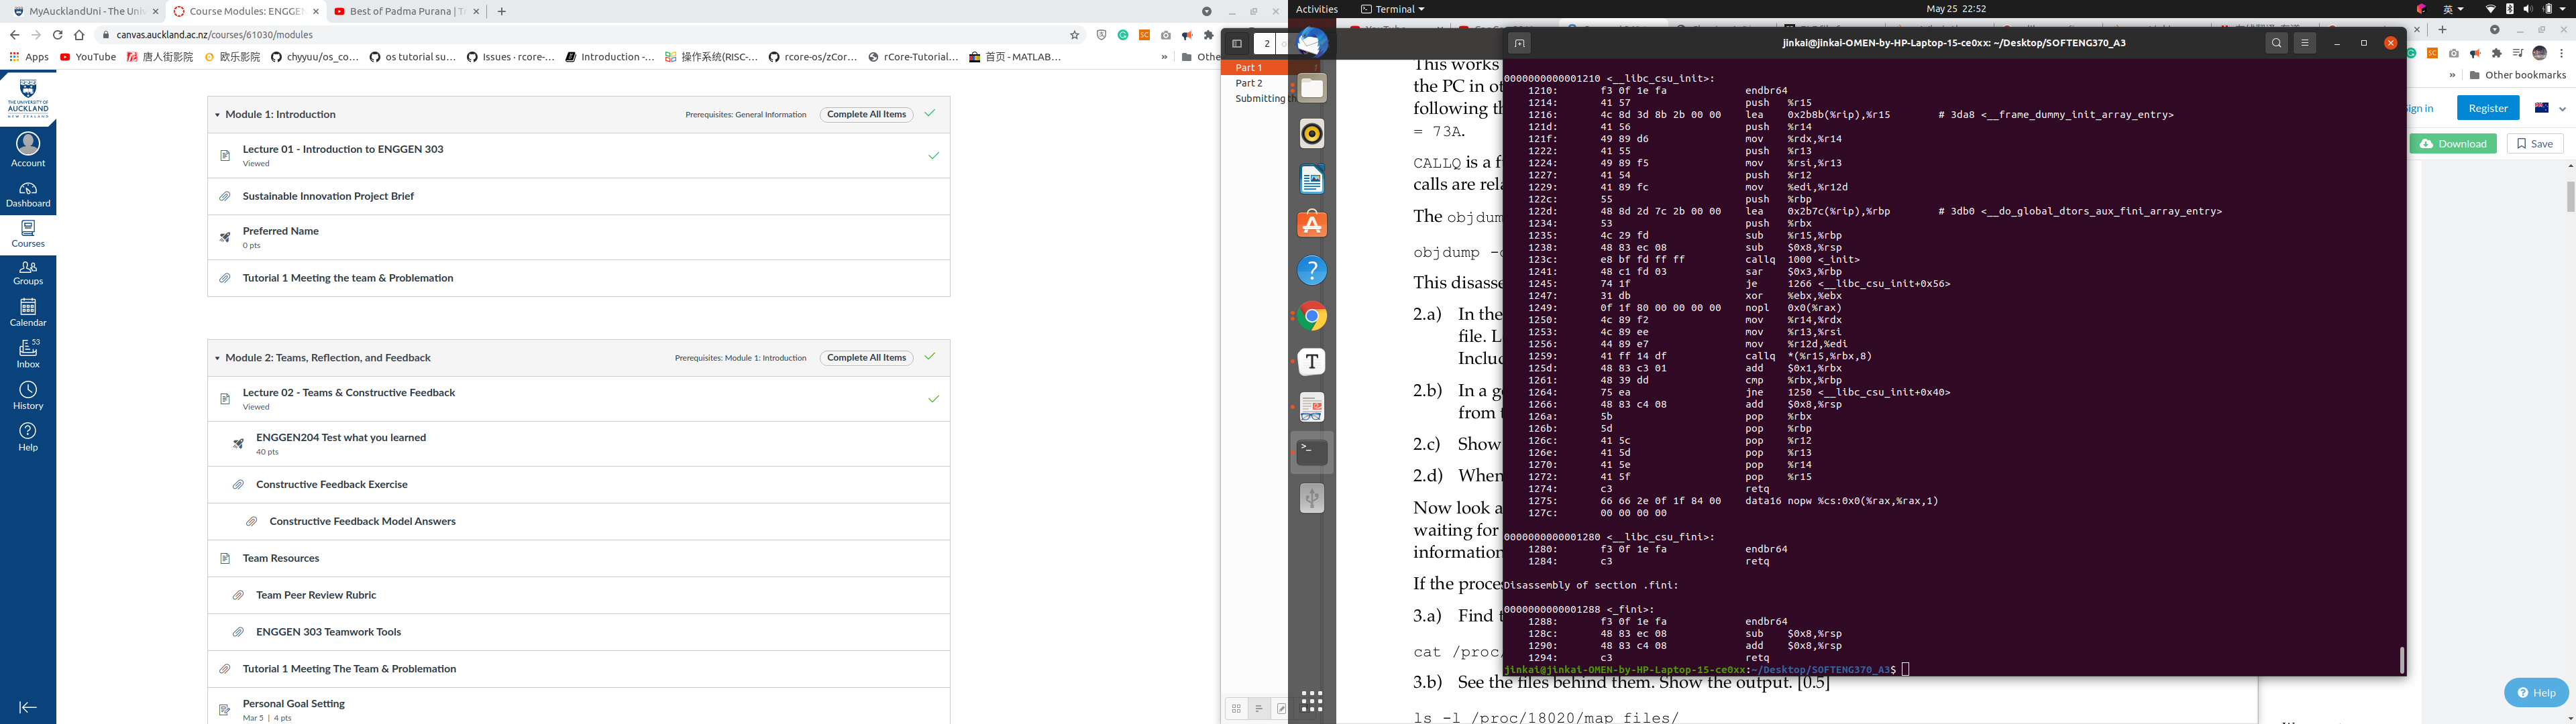 MyAucklandUni - The Univ
Course Modules: ENGGEN
Best of Padma Purana | T
canvas.auckland.ac.nz/courses/61030/modules
Apps
YouTube
唐人街影院
欧乐影院
chyyuu/os_co…
os tutorial su…
Issues · rcore-…
Introduction -…
操作系统(RISC-…
rcore-os/zCor…
rCore-Tutorial…
首页 - MATLAB…
»
Othe
THE UNIVERSITY OF
AUCKLAND
NEW ZEALAND
Account
Dashboard
Courses
Groups
Calendar
53
Inbox
History
Help
Module 1: Introduction
Prerequisites: General Information
Complete All Items
Lecture 01 - Introduction to ENGGEN 303
Viewed
Sustainable Innovation Project Brief
Preferred Name
0 pts
Tutorial 1 Meeting the team & Problemation
Module 2: Teams, Reflection, and Feedback
Prerequisites: Module 1: Introduction
Complete All Items
Lecture 02 - Teams & Constructive Feedback
Viewed
ENGGEN204 Test what you learned
40 pts
Constructive Feedback Exercise
Constructive Feedback Model Answers
Team Resources
Team Peer Review Rubric
ENGGEN 303 Teamwork Tools
Tutorial 1 Meeting The Team & Problemation
Personal Goal Setting
Mar 5 | 4 pts
Activities
Terminal
May 25 22:52
英
2
Part 1
Part 2
Submitting th
This works
the PC in ot
following th
= 73A.
CALLQ is a f
calls are rela
The objdum
objdump -
This disasse
2.a) In the
file. L
Includ
2.b) In a g
from t
2.c) Show
2.d) When
Now look a
waiting for
information
If the proces
3.a) Find t
cat /proc/
3.b) See the files behind them. Show the output. [0.5]
ls -l /proc/18020/map_files/
jinkai@jinkai-OMEN-by-HP-Laptop-15-ce0xx: ~/Desktop/SOFTENG370_A3
0000000000001210 <__libc_csu_init>:
1210: f3 0f 1e fa endbr64
1214: 41 57 push %r15
1216: 4c 8d 3d 8b 2b 00 00 lea 0x2b8b(%rip),%r15 # 3da8 <__frame_dummy_init_array_entry>
121d: 41 56 push %r14
121f: 49 89 d6 mov %rdx,%r14
1222: 41 55 push %r13
1224: 49 89 f5 mov %rsi,%r13
1227: 41 54 push %r12
1229: 41 89 fc mov %edi,%r12d
122c: 55 push %rbp
122d: 48 8d 2d 7c 2b 00 00 lea 0x2b7c(%rip),%rbp # 3db0 <__do_global_dtors_aux_fini_array_entry>
1234: 53 push %rbx
1235: 4c 29 fd sub %r15,%rbp
1238: 48 83 ec 08 sub $0x8,%rsp
123c: e8 bf fd ff ff callq 1000 <_init>
1241: 48 c1 fd 03 sar $0x3,%rbp
1245: 74 1f je 1266 <__libc_csu_init+0x56>
1247: 31 db xor %ebx,%ebx
1249: 0f 1f 80 00 00 00 00 nopl 0x0(%rax)
1250: 4c 89 f2 mov %r14,%rdx
1253: 4c 89 ee mov %r13,%rsi
1256: 44 89 e7 mov %r12d,%edi
1259: 41 ff 14 df callq *(%r15,%rbx,8)
125d: 48 83 c3 01 add $0x1,%rbx
1261: 48 39 dd cmp %rbx,%rbp
1264: 75 ea jne 1250 <__libc_csu_init+0x40>
1266: 48 83 c4 08 add $0x8,%rsp
126a: 5b pop %rbx
126b: 5d pop %rbp
126c: 41 5c pop %r12
126e: 41 5d pop %r13
1270: 41 5e pop %r14
1272: 41 5f pop %r15
1274: c3 retq
1275: 66 66 2e 0f 1f 84 00 data16 nopw %cs:0x0(%rax,%rax,1)
127c: 00 00 00 00
0000000000001280 <__libc_csu_fini>:
1280: f3 0f 1e fa endbr64
1284: c3 retq
Disassembly of section .fini:
0000000000001288 <_fini>:
1288: f3 0f 1e fa endbr64
128c: 48 83 ec 08 sub $0x8,%rsp
1290: 48 83 c4 08 add $0x8,%rsp
1294: c3 retq
jinkai@jinkai-OMEN-by-HP-Laptop-15-ce0xx:~/Desktop/SOFTENG370_A3$
» Other bookmarks
ign in
Register
Download
Save
Help